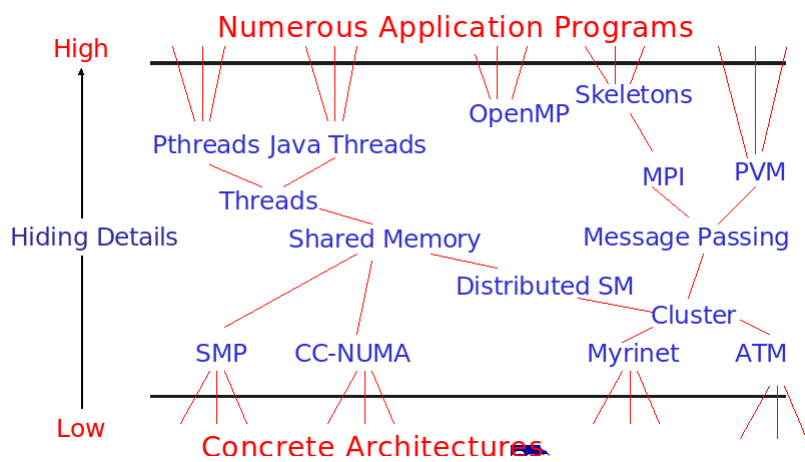 Numerous Application Programs
High
Skeletons
OpenMP
Pthreads Java Threads
MPI
PVM
Threads
Hiding Details
Shared Memory
Message Passing
Distributed SM
Cluster
SMP
CC-NUMA
Myrinet
ATM
Low
Concrete Architectures